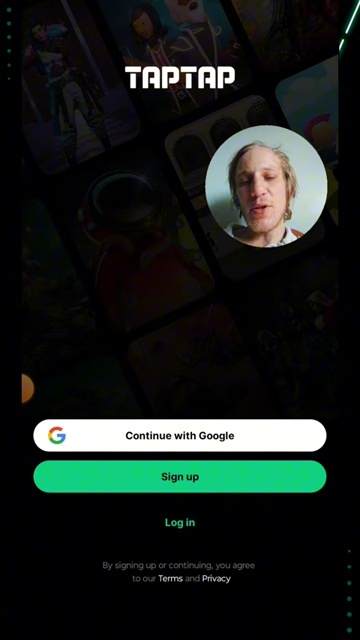 TAPTAP
Continue with Google
Sign up
Log in
By signing up or continuing, you agree
to our Terms and Privacy